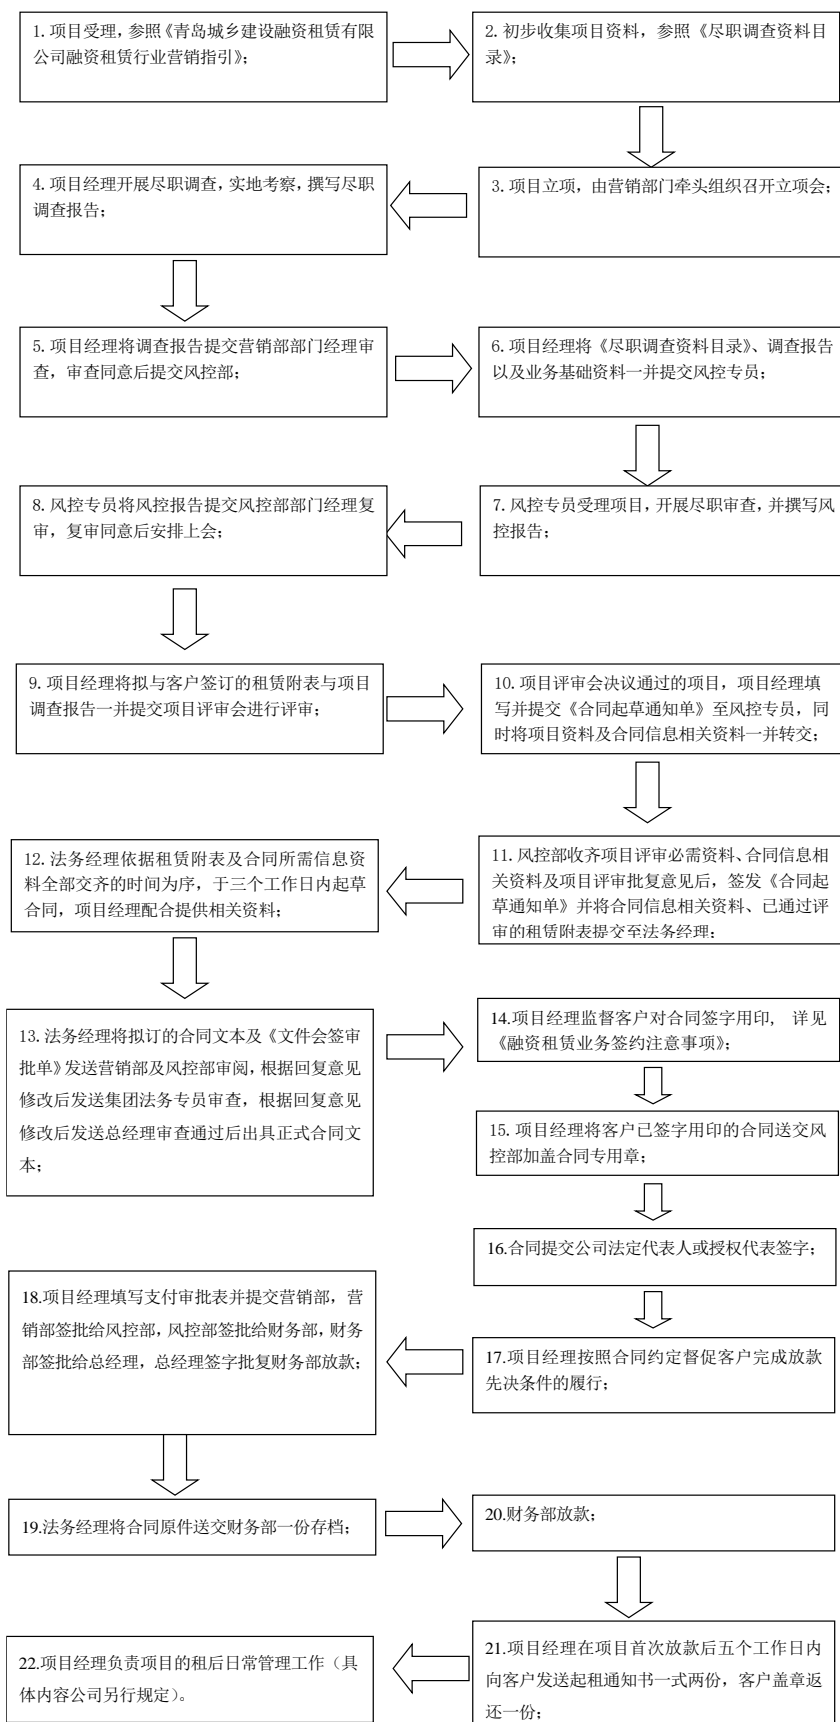 1.项目受理，参照《青岛城乡建设融资租赁有限
公司融资租赁行业营销指引》；
2.初步收集项目资料，参照《尽职调查资料目
录》；
3.项目立项，由营销部门牵头组织召开立项会；
4.项目经理开展尽职调查，实地考察，撰写尽职
调查报告；
5.项目经理将调查报告提交营销部部门经理审
查，审查同意后提交风控部；
6.项目经理将《尽职调查资料目录》、调查报告
以及业务基础资料一并提交风控专员；
7.风控专员受理项目，开展尽职审查，并撰写风
控报告；
8.风控专员将风控报告提交风控部部门经理复
审，复审同意后安排上会；
9.项目经理将拟与客户签订的租赁附表与项目
调查报告一并提交项目评审会进行评审；
10.项目评审会决议通过的项目，项目经理填
写并提交《合同起草通知单》至风控专员，同
时将项目资料及合同信息相关资料一并转交；
11.风控部收齐项目评审必需资料、合同信息相
关资料及项目评审批复意见后，签发《合同起
草通知单》并将合同信息相关资料、已通过评
审的租赁附表提交至法务经理；
12.法务经理依据租赁附表及合同所需信息资
料全部交齐的时间为序，于三个工作日内起草
合同，项目经理配合提供相关资料；
13.法务经理将拟订的合同文本及《文件会签审
批单》发送营销部及风控部审阅，根据回复意见
修改后发送集团法务专员审查，根据回复意见
修改后发送总经理审查通过后出具正式合同文
本；
14.项目经理监督客户对合同签字用印， 详见
《融资租赁业务签约注意事项》；
15.项目经理将客户已签字用印的合同送交风
控部加盖合同专用章；
16.合同提交公司法定代表人或授权代表签字；
17.项目经理按照合同约定督促客户完成放款
先决条件的履行；
18.项目经理填写支付审批表并提交营销部，营
销部签批给风控部，风控部签批给财务部，财务
部签批给总经理，总经理签字批复财务部放款；
19.法务经理将合同原件送交财务部一份存档；
20.财务部放款；
21.项目经理在项目首次放款后五个工作日内
向客户发送起租通知书一式两份，客户盖章返
还一份；
22.项目经理负责项目的租后日常管理工作（具
体内容公司另行规定）。